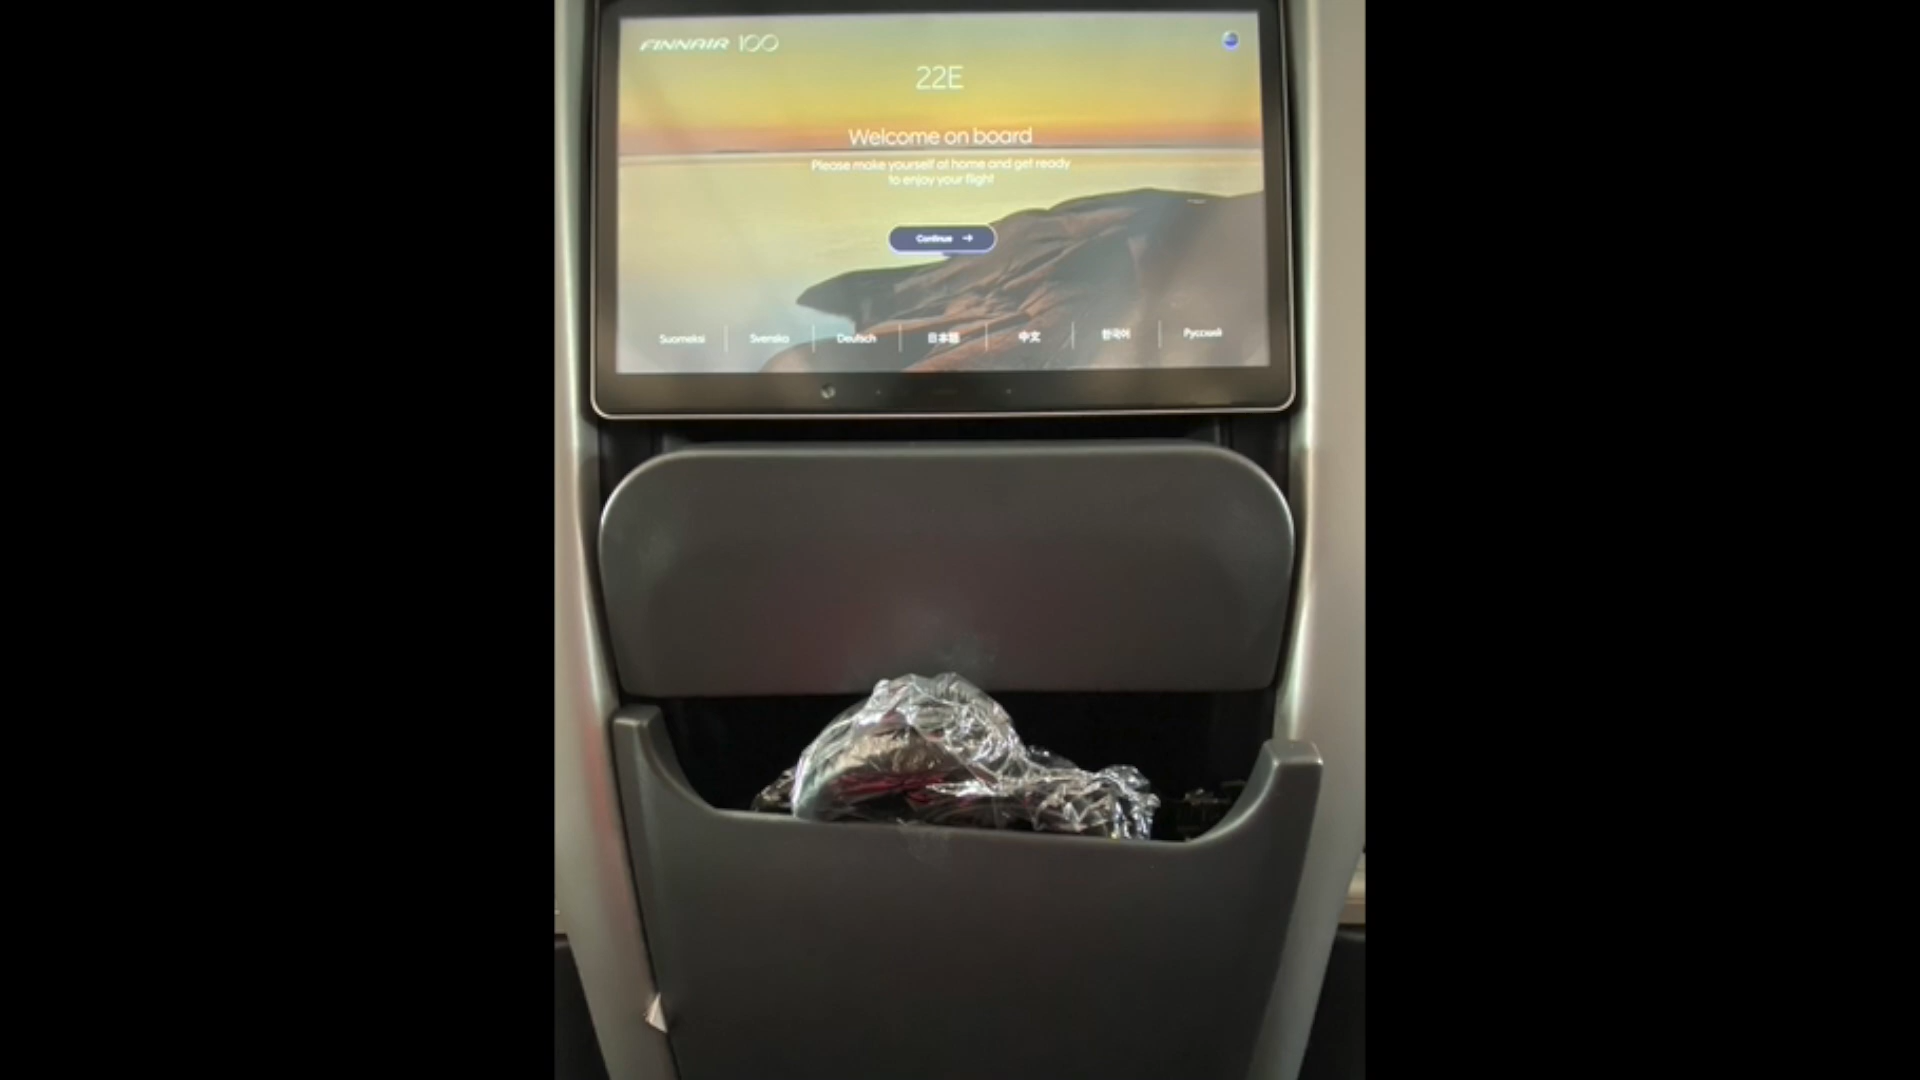 FINNAIR 100
22E
Welcome on board
Please make yourself at home and get ready
to enjoy your flight
Continue →
Suomeksi
Svenska
Deutsch
日本語
中文
한국어
Русский